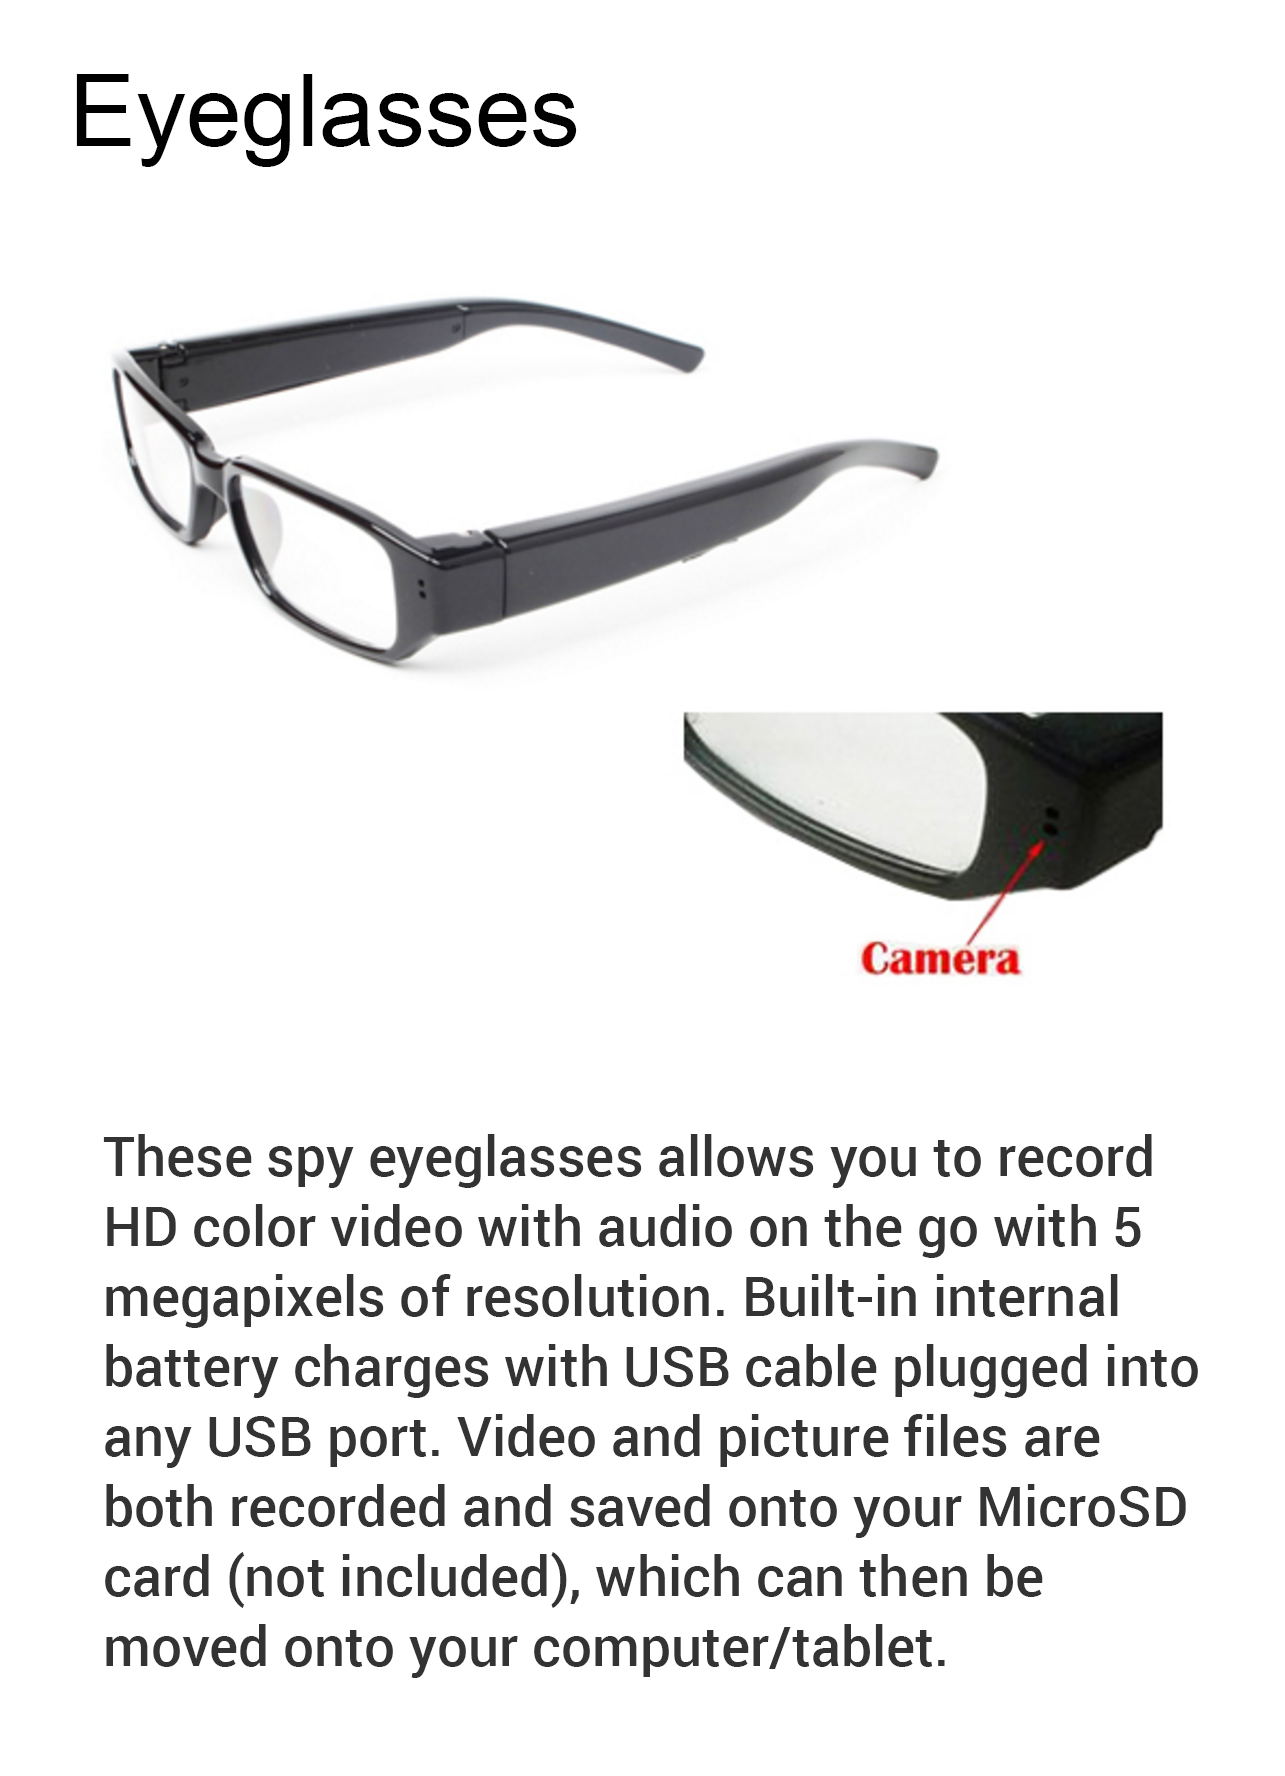 Eyeglasses
Camera
These spy eyeglasses allows you to record
HD color video with audio on the go with 5
megapixels of resolution. Built-in internal
battery charges with USB cable plugged into
any USB port. Video and picture files are
both recorded and saved onto your MicroSD
card (not included), which can then be
moved onto your computer/tablet.